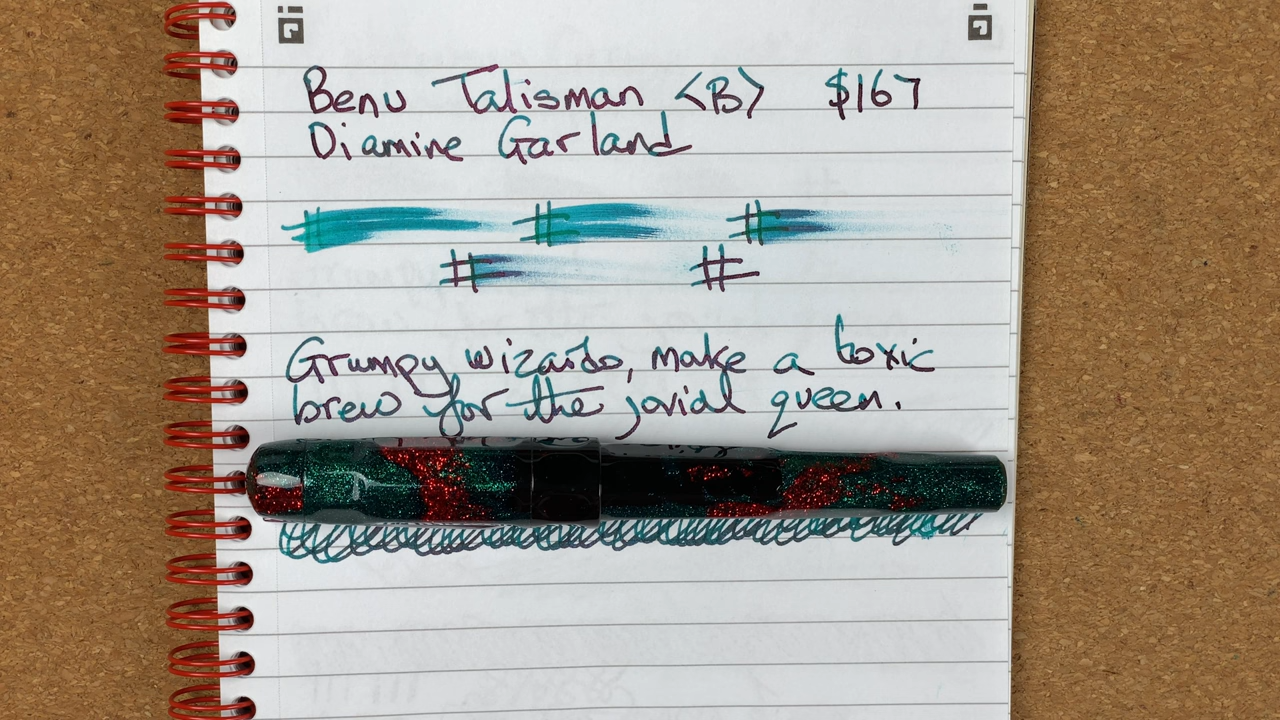 Benu Talisman <B> $167
Diamine Garland
# # #
# #
Grumpy wizards, make a toxic
brew for the jovial queen.